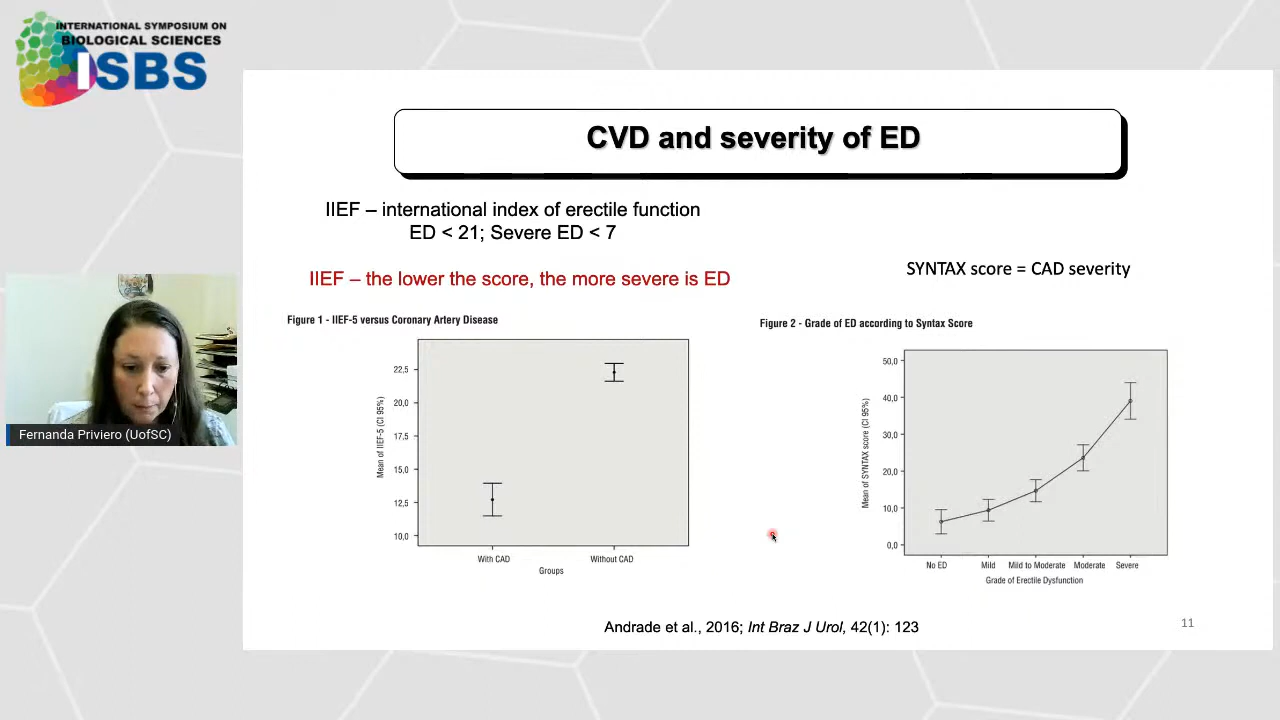 INTERNATIONAL SYMPOSIUM ON
BIOLOGICAL SCIENCES
ISBS
CVD and severity of ED
IIEF – international index of erectile function
ED < 21; Severe ED < 7
IIEF – the lower the score, the more severe is ED
SYNTAX score = CAD severity
Figure 1 - IIEF-5 versus Coronary Artery Disease
Mean of IIEF-5 (CI 95%)
22,5
20,0
17,5
15,0
12,5
10,0
With CAD Without CAD
Groups
Figure 2 - Grade of ED according to Syntax Score
Mean of SYNTAX score (CI 95%)
50,0
40,0
30,0
20,0
10,0
0,0
No ED Mild Mild to Moderate Moderate Severe
Grade of Erectile Dysfunction
Fernanda Priviero (UofSC)
Andrade et al., 2016; Int Braz J Urol, 42(1): 123
11